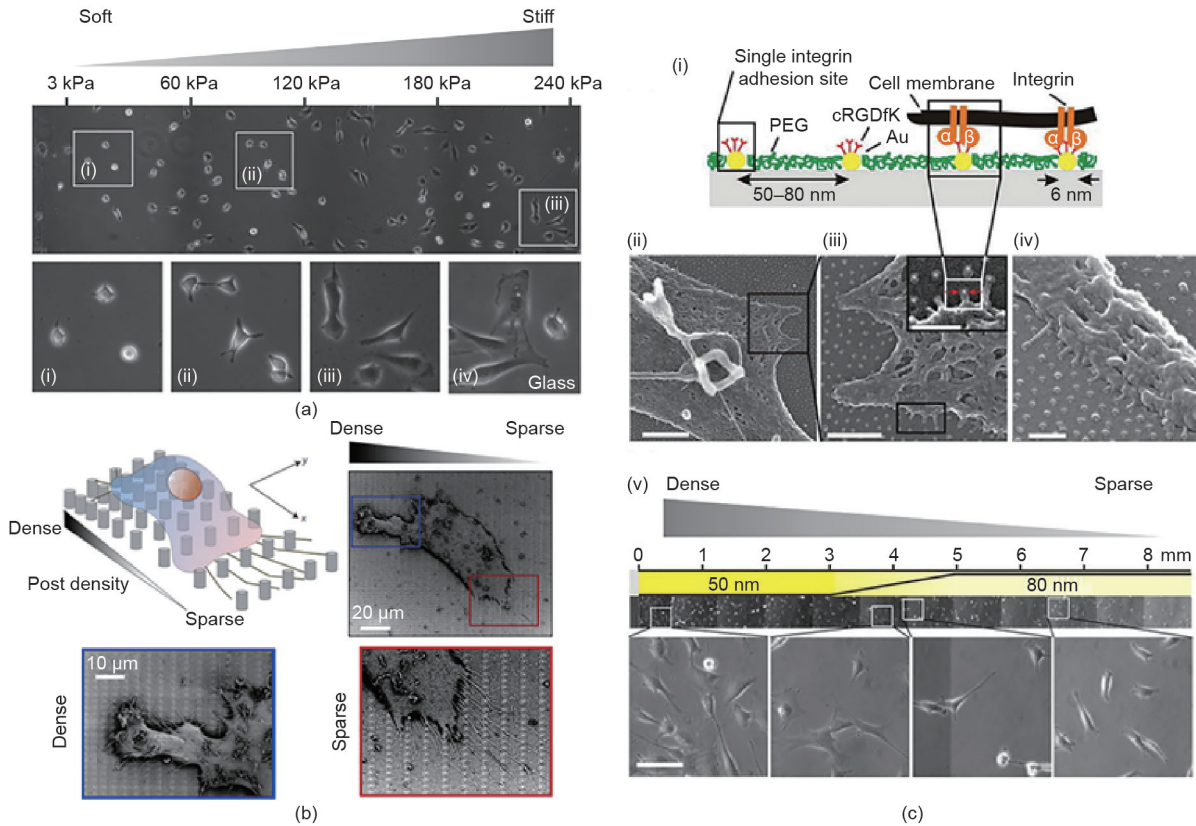 Soft Stiff
3 kPa 60 kPa 120 kPa 180 kPa 240 kPa
(i) (ii) (iii)
(i) (ii) (iii) (iv) Glass
(a)
Dense
Sparse
Post density
y
x
Dense Sparse
20 μm
Dense
10 μm
Sparse
(b)
(i)
Single integrin
adhesion site
Cell membrane
Integrin
cRGDfK
PEG
Au
α β α β
50–80 nm
6 nm
(ii) (iii) (iv)
(v)
Dense Sparse
0 1 2 3 4 5 6 7 8 mm
50 nm 80 nm
(c)